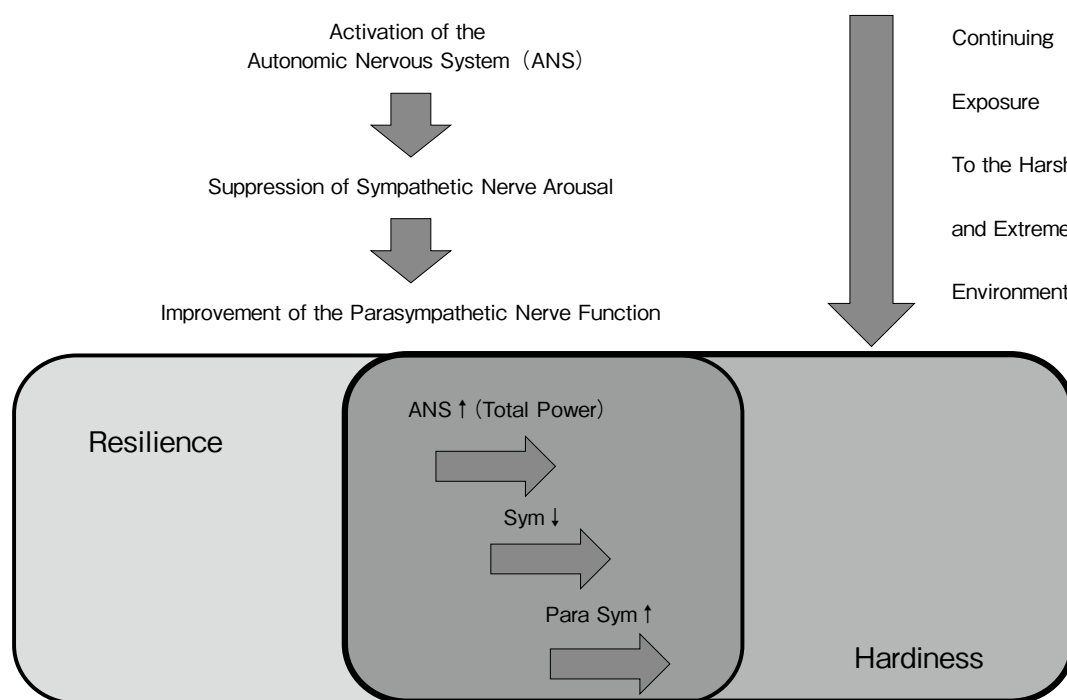 Activation of the
Autonomic Nervous System (ANS)
Suppression of Sympathetic Nerve Arousal
Improvement of the Parasympathetic Nerve Function
Continuing
Exposure
To the Harsh
and Extreme
Environment
Resilience
ANS↑(Total Power)
Sym↓
Para Sym↑
Hardiness